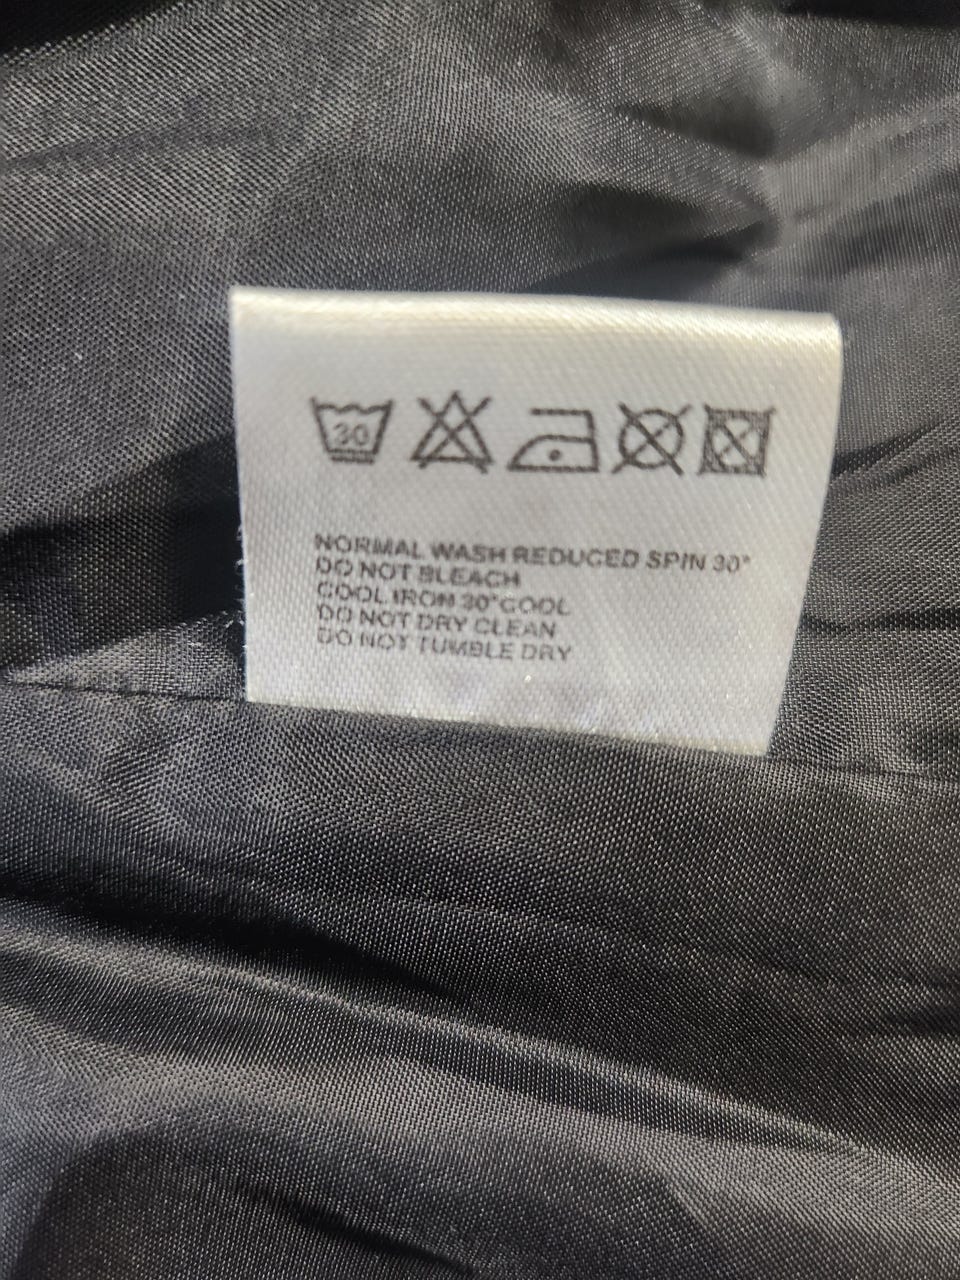 30
NORMAL WASH REDUCED SPIN 30°
DO NOT BLEACH
COOL IRON 30°COOL
DO NOT DRY CLEAN
DO NOT TUMBLE DRY